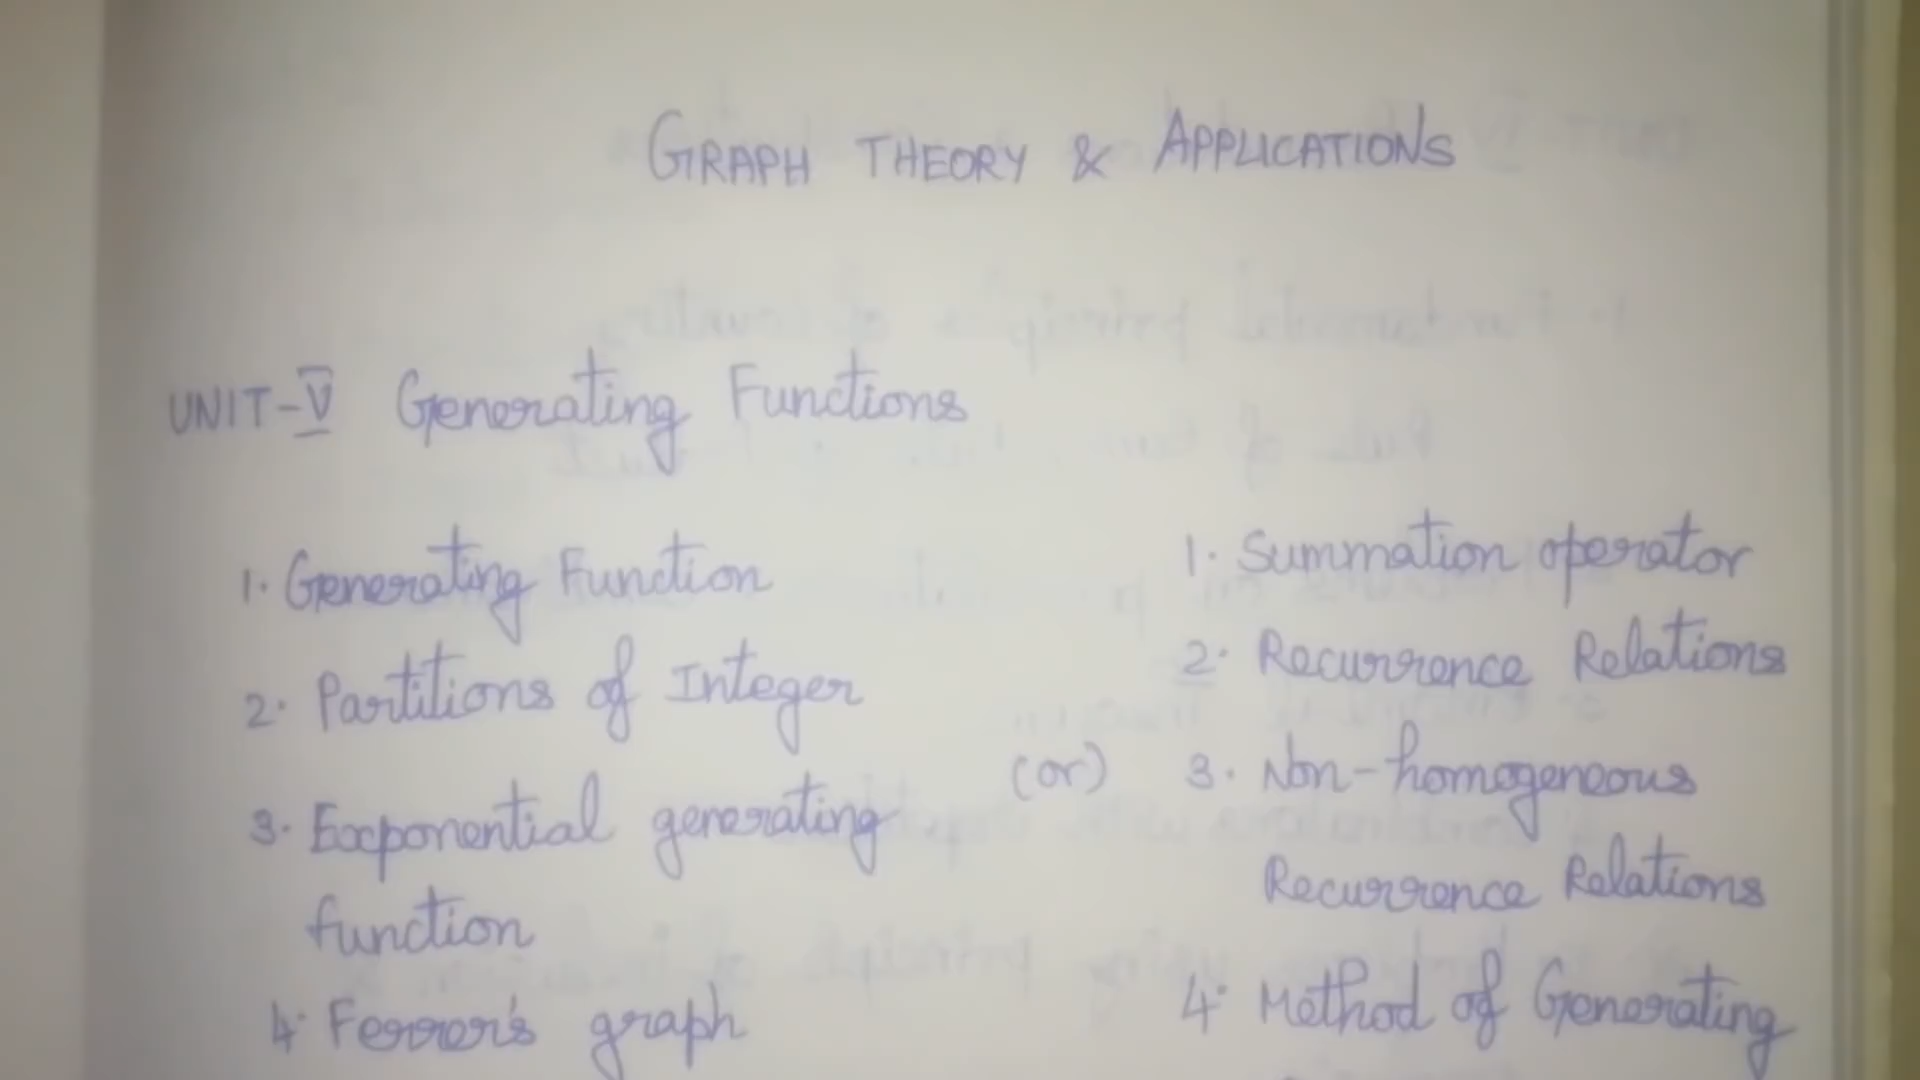 GRAPH THEORY & APPLICATIONS
UNIT-V Generating Functions
1. Generating Function
2. Partitions of Integer
3. Exponential generating
function
4. Ferrer's graph
(or)
1. Summation operator
2. Recurrence Relations
3. Non-homogeneous
Recurrence Relations
4. Method of Generating